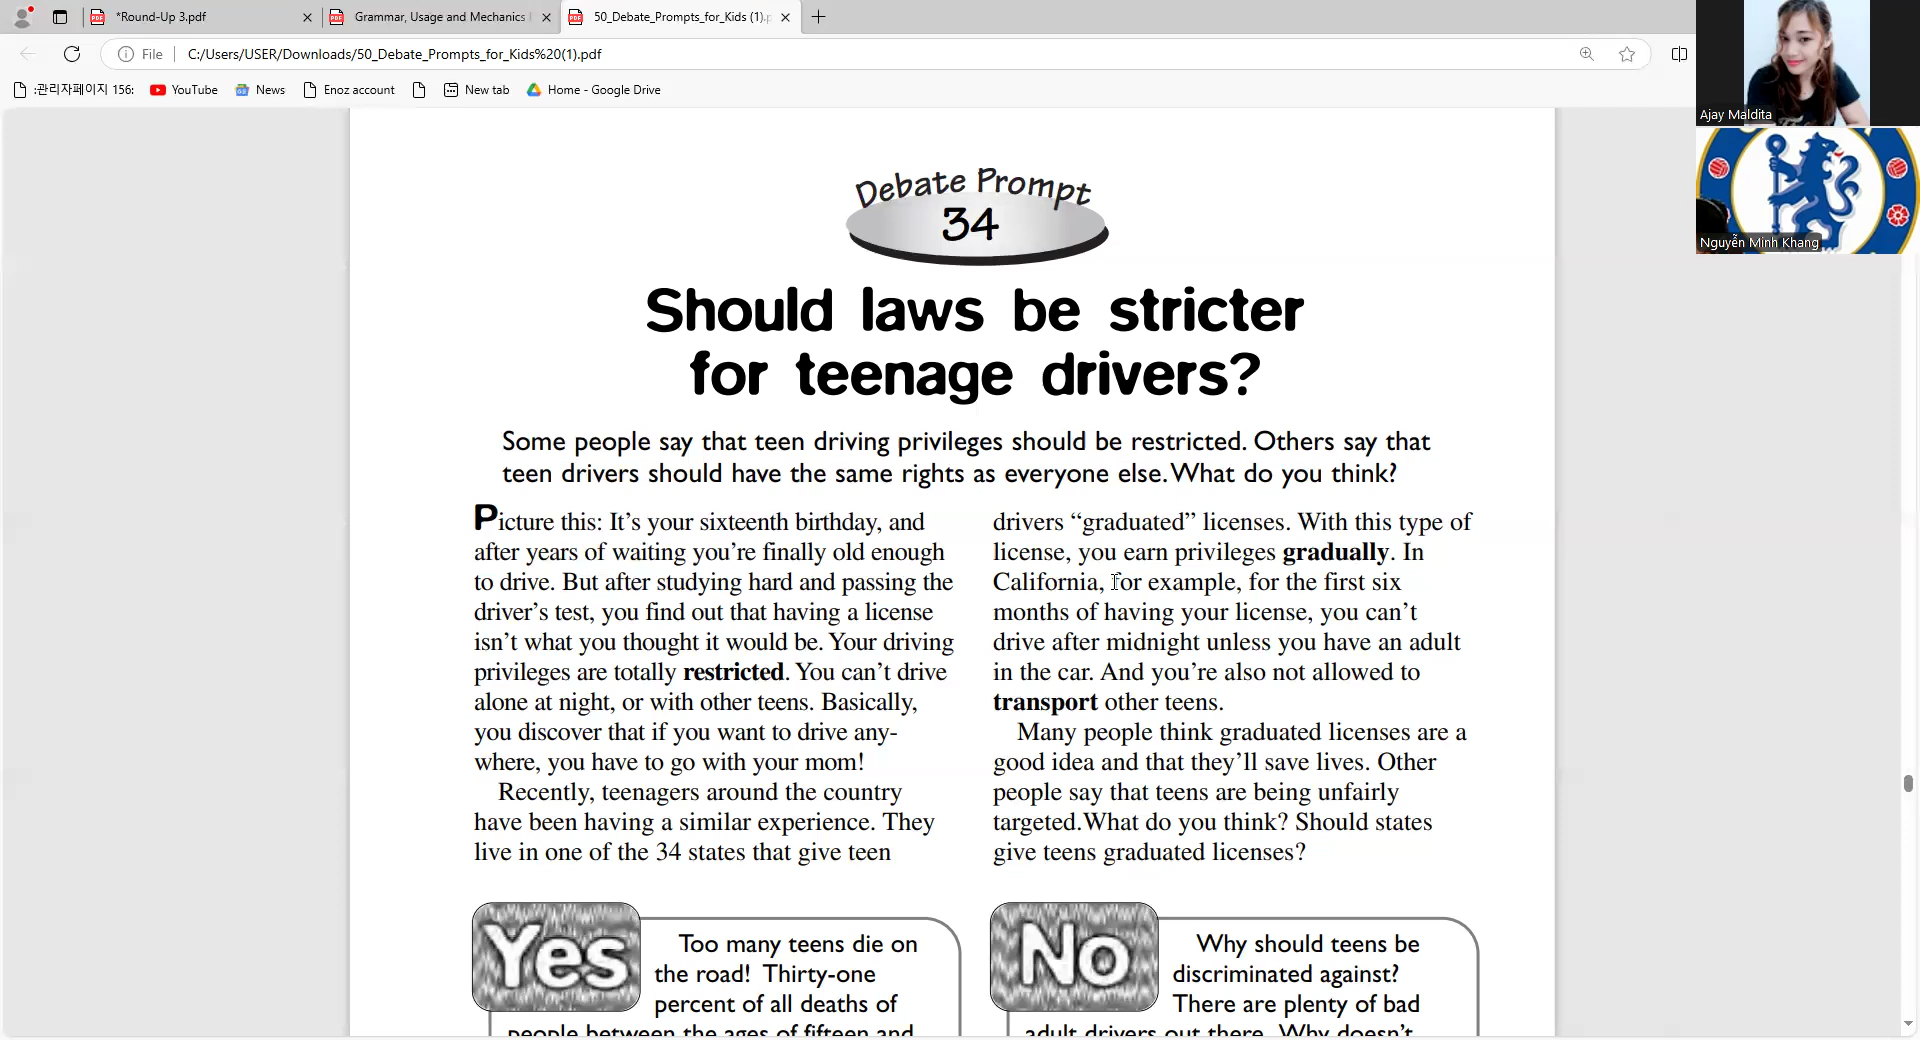 *Round-Up 3.pdf
Grammar, Usage and Mechanics
50_Debate_Prompts_for_Kids (1).p
File
C:/Users/USER/Downloads/50_Debate_Prompts_for_Kids%20(1).pdf
:관리자페이지 156:
YouTube
News
Enoz account
New tab
Home - Google Drive
Ajay Maldita
Nguyễn Minh Khang
Debate Prompt
34
Should laws be stricter
for teenage drivers?
Some people say that teen driving privileges should be restricted. Others say that
teen drivers should have the same rights as everyone else.What do you think?
Picture this: It's your sixteenth birthday, and
after years of waiting you're finally old enough
to drive. But after studying hard and passing the
driver's test, you find out that having a license
isn't what you thought it would be. Your driving
privileges are totally restricted. You can't drive
alone at night, or with other teens. Basically,
you discover that if you want to drive any-
where, you have to go with your mom!
Recently, teenagers around the country
have been having a similar experience. They
live in one of the 34 states that give teen
drivers “graduated” licenses. With this type of
license, you earn privileges gradually. In
California, for example, for the first six
months of having your license, you can't
drive after midnight unless you have an adult
in the car. And you're also not allowed to
transport other teens.
Many people think graduated licenses are a
good idea and that they'll save lives. Other
people say that teens are being unfairly
targeted.What do you think? Should states
give teens graduated licenses?
Yes
Too many teens die on
the road! Thirty-one
percent of all deaths of
people between the ages of fifteen and
No
Why should teens be
discriminated against?
There are plenty of bad
adult drivers out there. Why doesn't